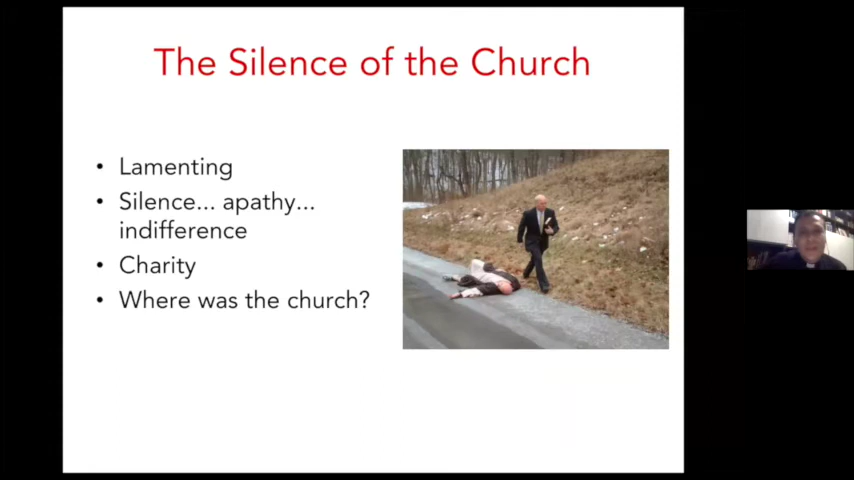 The Silence of the Church
• Lamenting
• Silence... apathy...
indifference
• Charity
• Where was the church?